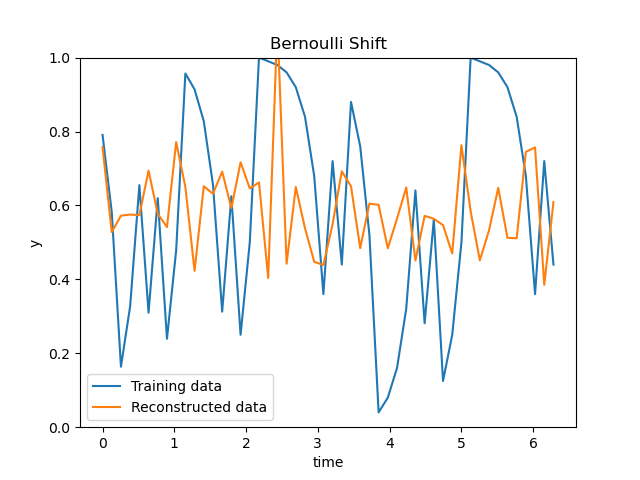 Bernoulli Shift
1.0
0.8
0.6
0.4
0.2
0.0
y
Training data
Reconstructed data
0 1 2 3 4 5 6
time